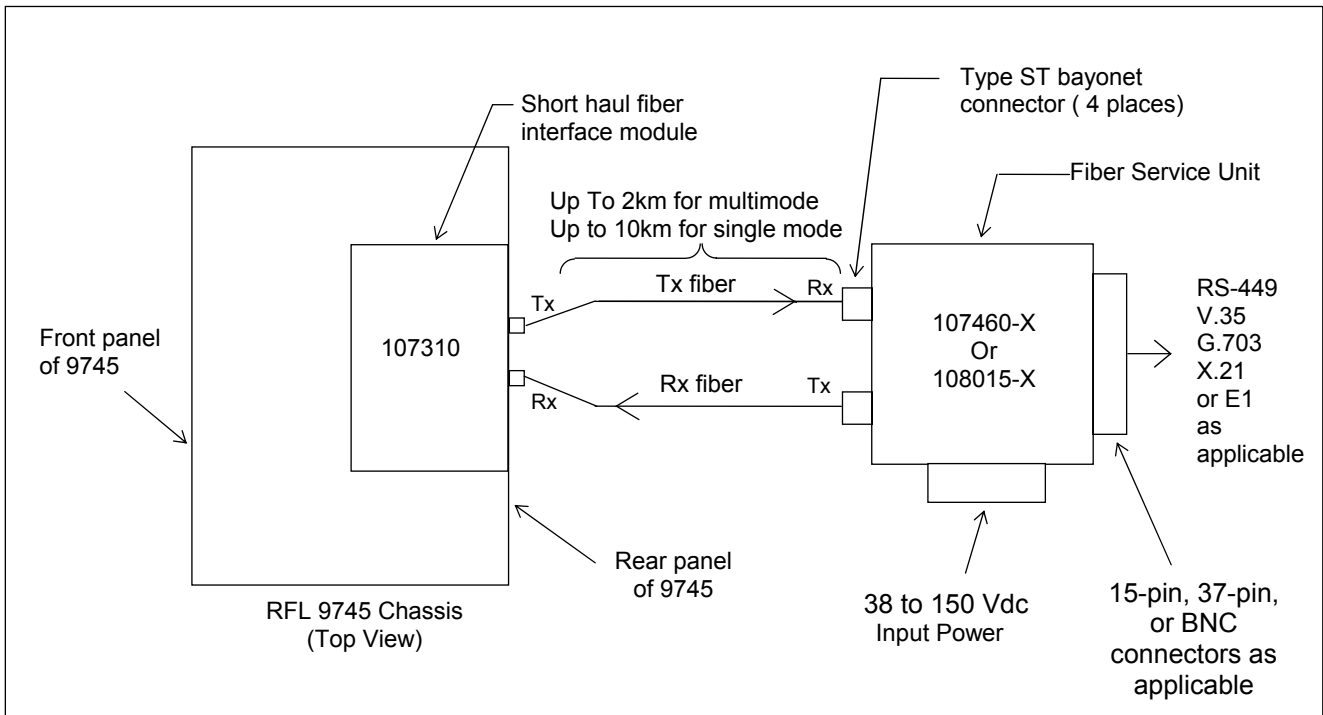 Short haul fiber
interface module
Type ST bayonet
connector ( 4 places)
Fiber Service Unit
Up To 2km for multimode
Up to 10km for single mode
Tx
Tx fiber
Rx
107310
Rx
Rx fiber
Tx
107460-X
Or
108015-X
RS-449
V.35
G.703
X.21
or E1
as
applicable
Front panel
of 9745
Rear panel
of 9745
RFL 9745 Chassis
(Top View)
38 to 150 Vdc
Input Power
15-pin, 37-pin,
or BNC
connectors as
applicable